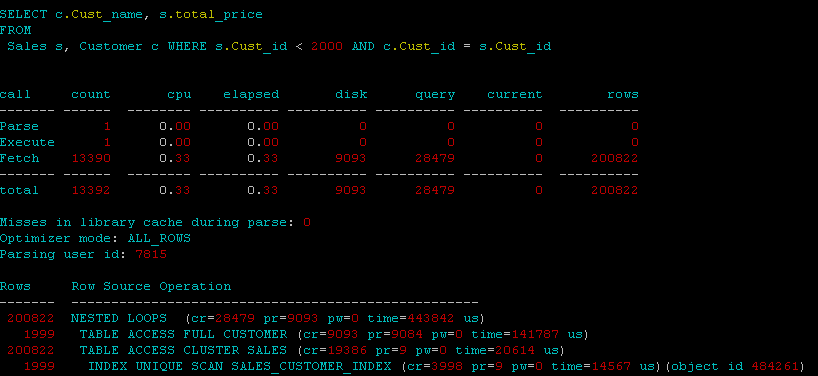 SELECT c.Cust_name, s.total_price
FROM
Sales s, Customer c WHERE s.Cust_id < 2000 AND c.Cust_id = s.Cust_id
call count cpu elapsed disk query current rows
------- ------ -------- ---------- ---------- ---------- ---------- ----------
Parse 1 0.00 0.00 0 0 0 0
Execute 1 0.00 0.00 0 0 0 0
Fetch 13390 0.33 0.33 9093 28479 0 200822
------- ------ -------- ---------- ---------- ---------- ---------- ----------
total 13392 0.33 0.33 9093 28479 0 200822
Misses in library cache during parse: 0
Optimizer mode: ALL_ROWS
Parsing user id: 7815
Rows Row Source Operation
------- ---------------------------------------------------
200822 NESTED LOOPS (cr=28479 pr=9093 pw=0 time=443842 us)
1999 TABLE ACCESS FULL CUSTOMER (cr=9093 pr=9084 pw=0 time=141787 us)
200822 TABLE ACCESS CLUSTER SALES (cr=19386 pr=9 pw=0 time=20614 us)
1999 INDEX UNIQUE SCAN SALES_CUSTOMER_INDEX (cr=3998 pr=9 pw=0 time=14567 us)(object id 484261)